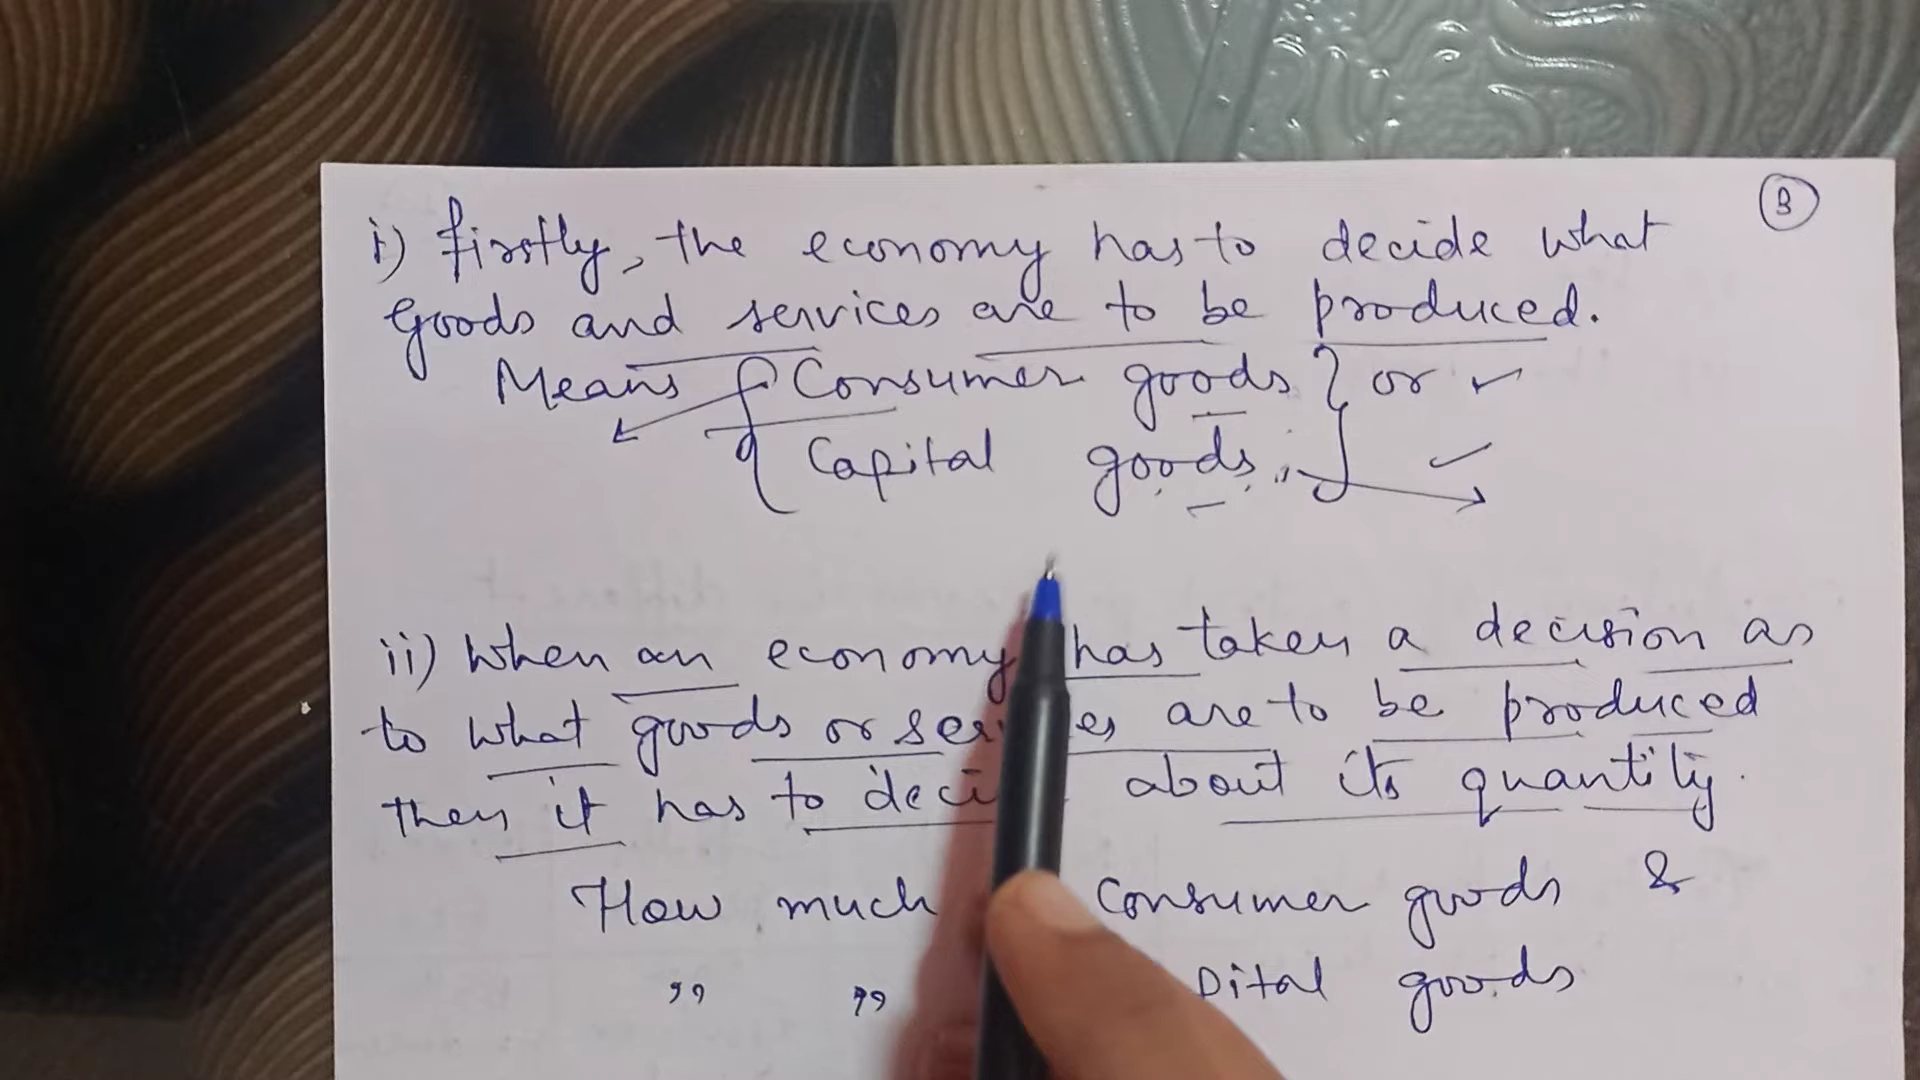 3
i) firstly, the economy has to decide what
goods and services are to be produced.
Means { Consumer goods } or ✓
{ Capital goods } ✓
ii) When an economy has taken a decision as
to what goods or ser es are to be produced
then it has to deci about its quantity.
How much consumer goods &
" " pital goods